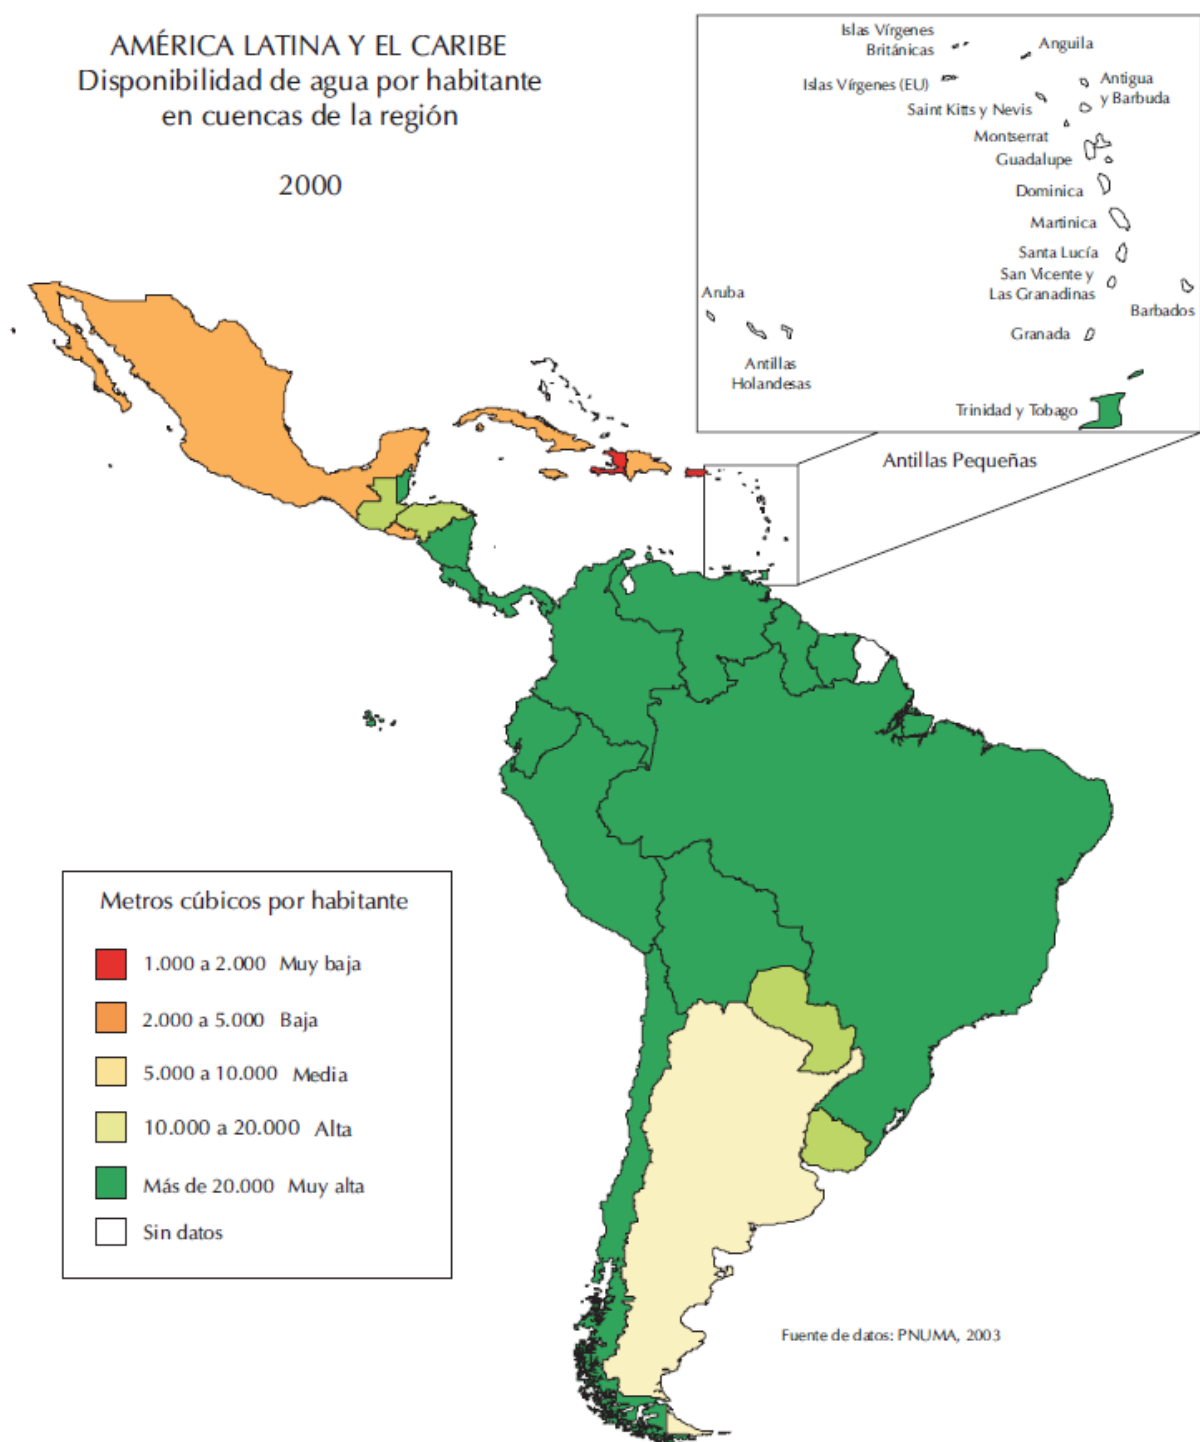 AMÉRICA LATINA Y EL CARIBE
Disponibilidad de agua por habitante
en cuencas de la región
2000
Islas Vírgenes
Británicas
Anguila
Islas Vírgenes (EU)
Antigua
y Barbuda
Saint Kitts y Nevis
Montserrat
Guadalupe
Dominica
Martinica
Santa Lucía
San Vicente y
Las Granadinas
Barbados
Aruba
Granada
Antillas
Holandesas
Trinidad y Tobago
Antillas Pequeñas
Metros cúbicos por habitante
1.000 a 2.000 Muy baja
2.000 a 5.000 Baja
5.000 a 10.000 Media
10.000 a 20.000 Alta
Más de 20.000 Muy alta
Sin datos
Fuente de datos: PNUMA, 2003